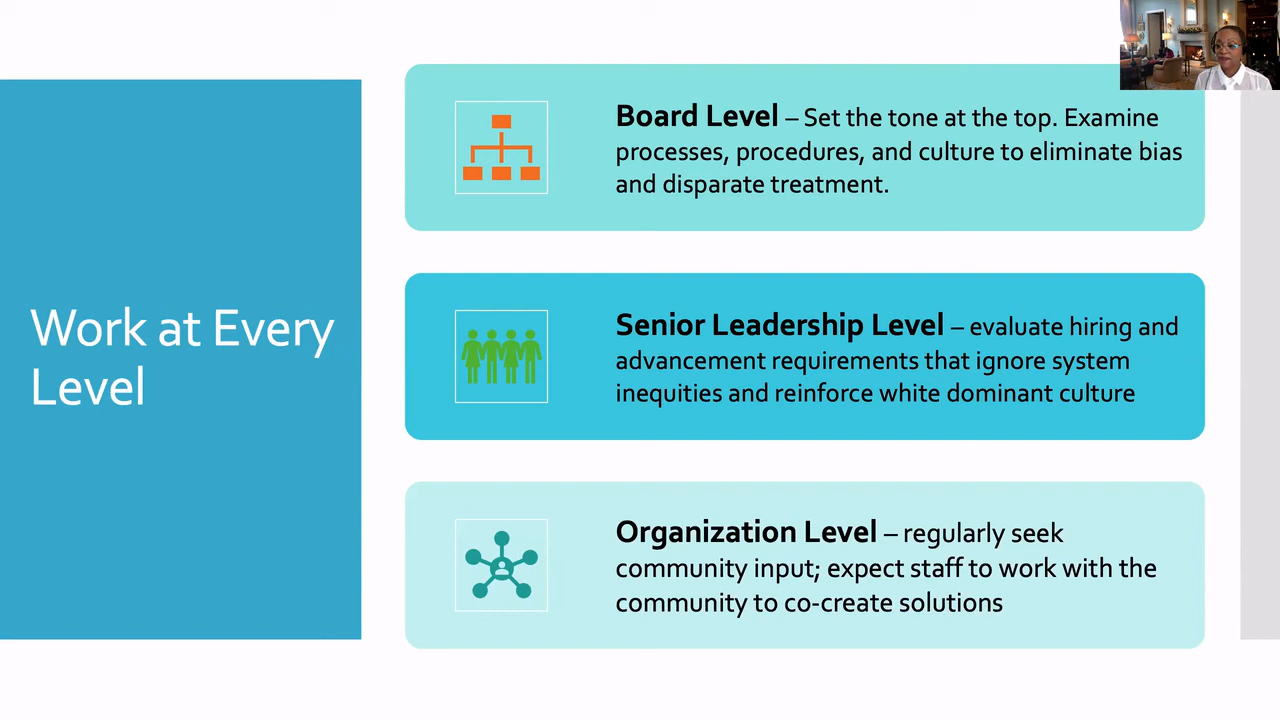 Work at Every
Level
Board Level – Set the tone at the top. Examine
processes, procedures, and culture to eliminate bias
and disparate treatment.
Senior Leadership Level – evaluate hiring and
advancement requirements that ignore system
inequities and reinforce white dominant culture
Organization Level – regularly seek
community input; expect staff to work with the
community to co-create solutions